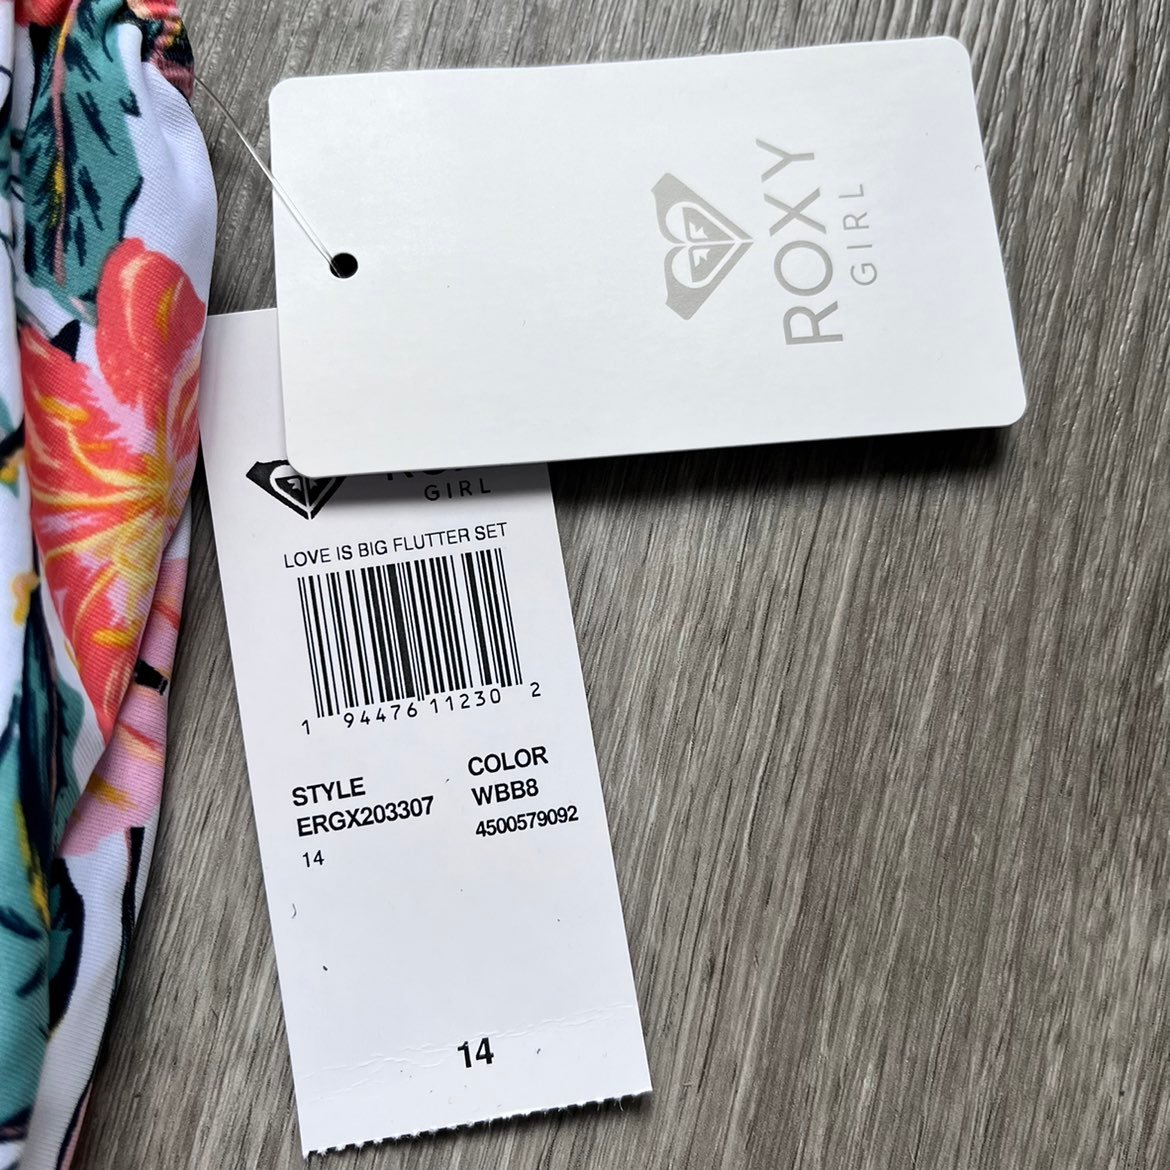 ROXY
GIRL
GIRL
LOVE IS BIG FLUTTER SET
1 94476 11230 2
STYLE
ERGX203307
14
COLOR
WBB8
4500579092
14